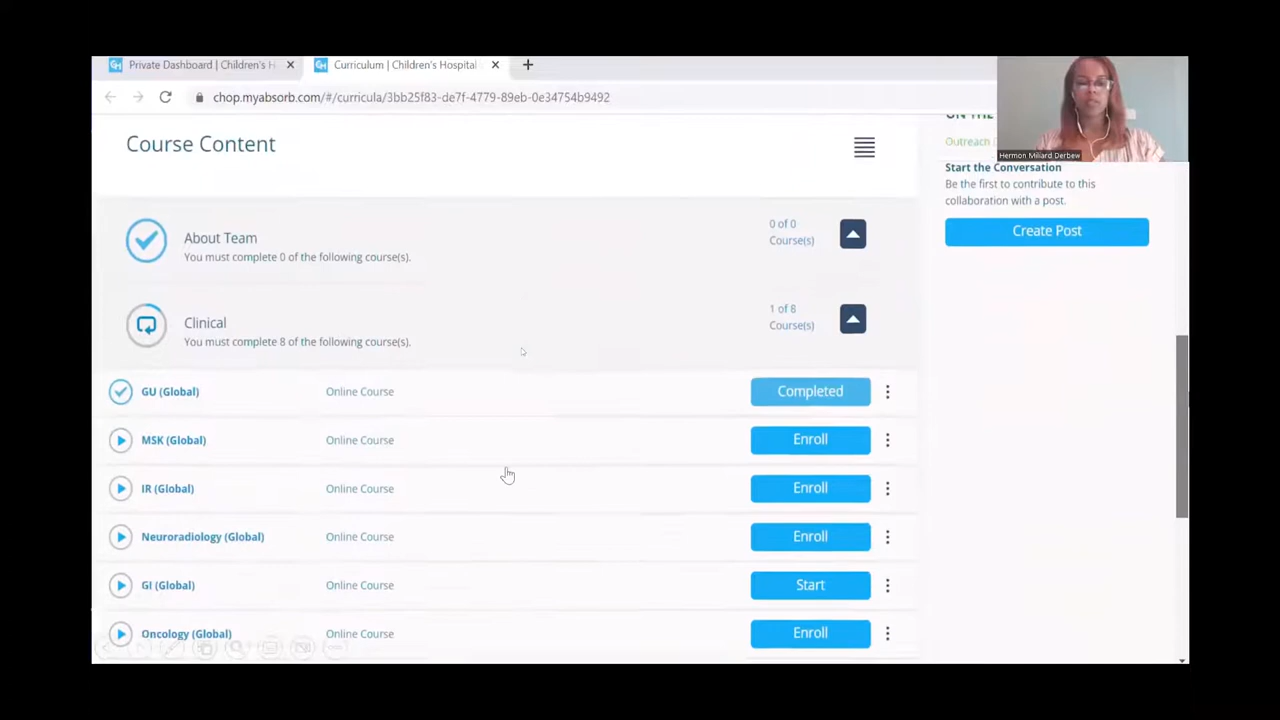 Private Dashboard | Children's H
Curriculum | Children's Hospital
chop.myabsorb.com/#/curricula/3bb25f83-de7f-4779-89eb-0e34754b9492
Course Content
About Team
You must complete 0 of the following course(s).
0 of 0
Course(s)
Clinical
You must complete 8 of the following course(s).
1 of 8
Course(s)
GU (Global) Online Course Completed
MSK (Global) Online Course Enroll
IR (Global) Online Course Enroll
Neuroradiology (Global) Online Course Enroll
GI (Global) Online Course Start
Oncology (Global) Online Course Enroll
ON THE
Outreach
Hermon Miliard Derbew
Start the Conversation
Be the first to contribute to this
collaboration with a post.
Create Post